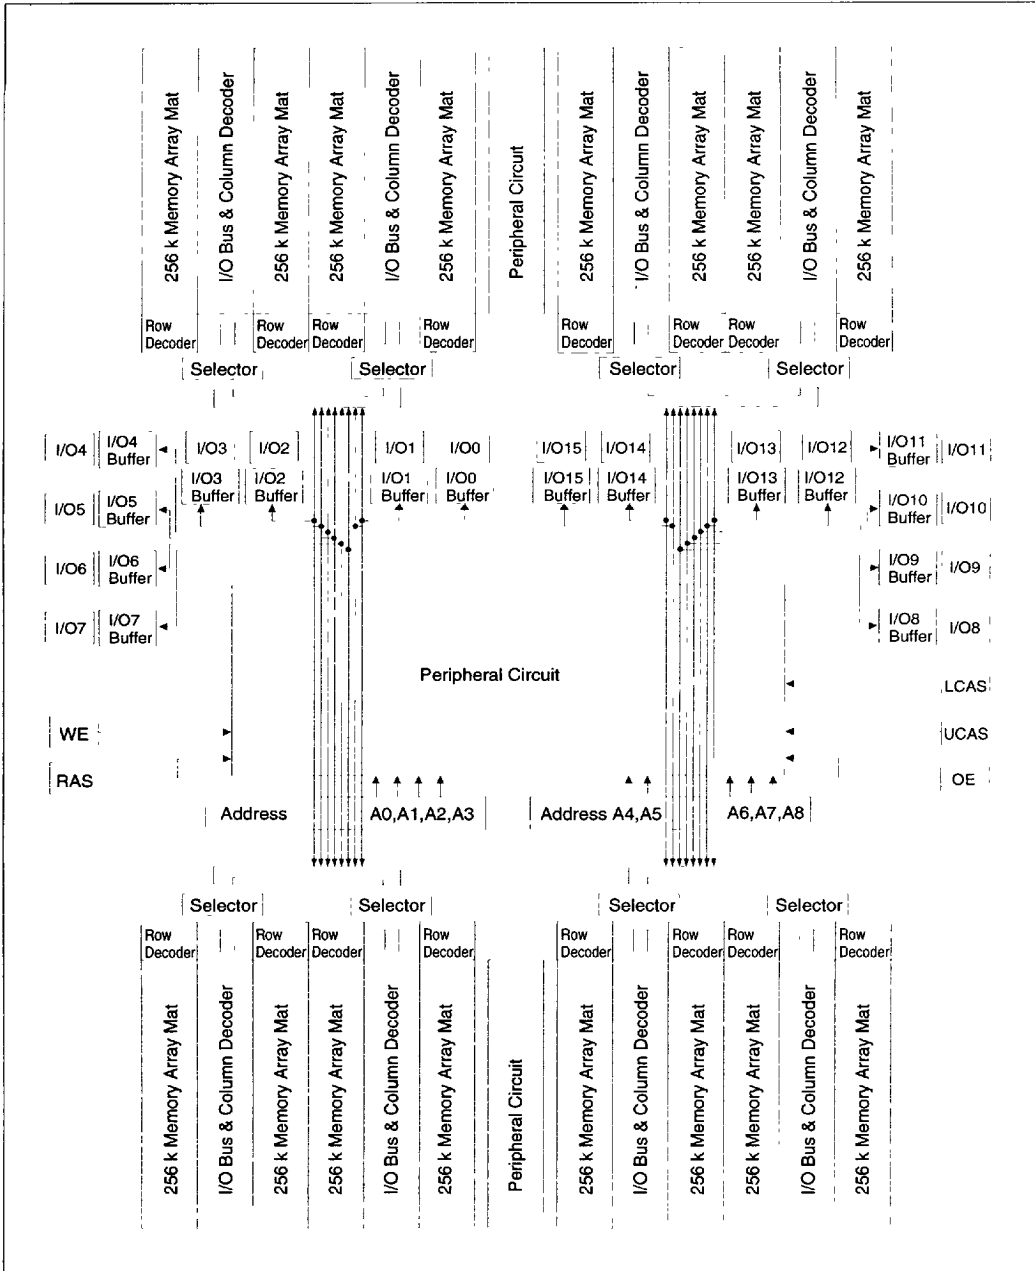 256 k Memory Array Mat
I/O Bus & Column Decoder
256 k Memory Array Mat
256 k Memory Array Mat
I/O Bus & Column Decoder
256 k Memory Array Mat
Peripheral Circuit
256 k Memory Array Mat
I/O Bus & Column Decoder
256 k Memory Array Mat
256 k Memory Array Mat
I/O Bus & Column Decoder
256 k Memory Array Mat
Row
Decoder
Row
Decoder
Row
Decoder
Row
Decoder
Row
Decoder
Row
Decoder
Row
Decoder
Row
Decoder
Selector
Selector
Selector
Selector
I/O4
I/O4
Buffer
I/O3
I/O2
I/O1
I/O0
I/O15
I/O14
I/O13
I/O12
I/O11
Buffer
I/O11
I/O3
Buffer
I/O2
Buffer
I/O1
Buffer
I/O0
Buffer
I/O15
Buffer
I/O14
Buffer
I/O13
Buffer
I/O12
Buffer
I/O5
I/O5
Buffer
I/O10
Buffer
I/O10
I/O6
I/O6
Buffer
I/O9
Buffer
I/O9
I/O7
I/O7
Buffer
I/O8
Buffer
I/O8
Peripheral Circuit
LCAS
WE
UCAS
RAS
OE
Address
A0,A1,A2,A3
Address A4,A5
A6,A7,A8
Selector
Selector
Selector
Selector
Row
Decoder
Row
Decoder
Row
Decoder
Row
Decoder
Row
Decoder
Row
Decoder
Row
Decoder
Row
Decoder
256 k Memory Array Mat
I/O Bus & Column Decoder
256 k Memory Array Mat
256 k Memory Array Mat
I/O Bus & Column Decoder
256 k Memory Array Mat
Peripheral Circuit
256 k Memory Array Mat
I/O Bus & Column Decoder
256 k Memory Array Mat
256 k Memory Array Mat
I/O Bus & Column Decoder
256 k Memory Array Mat